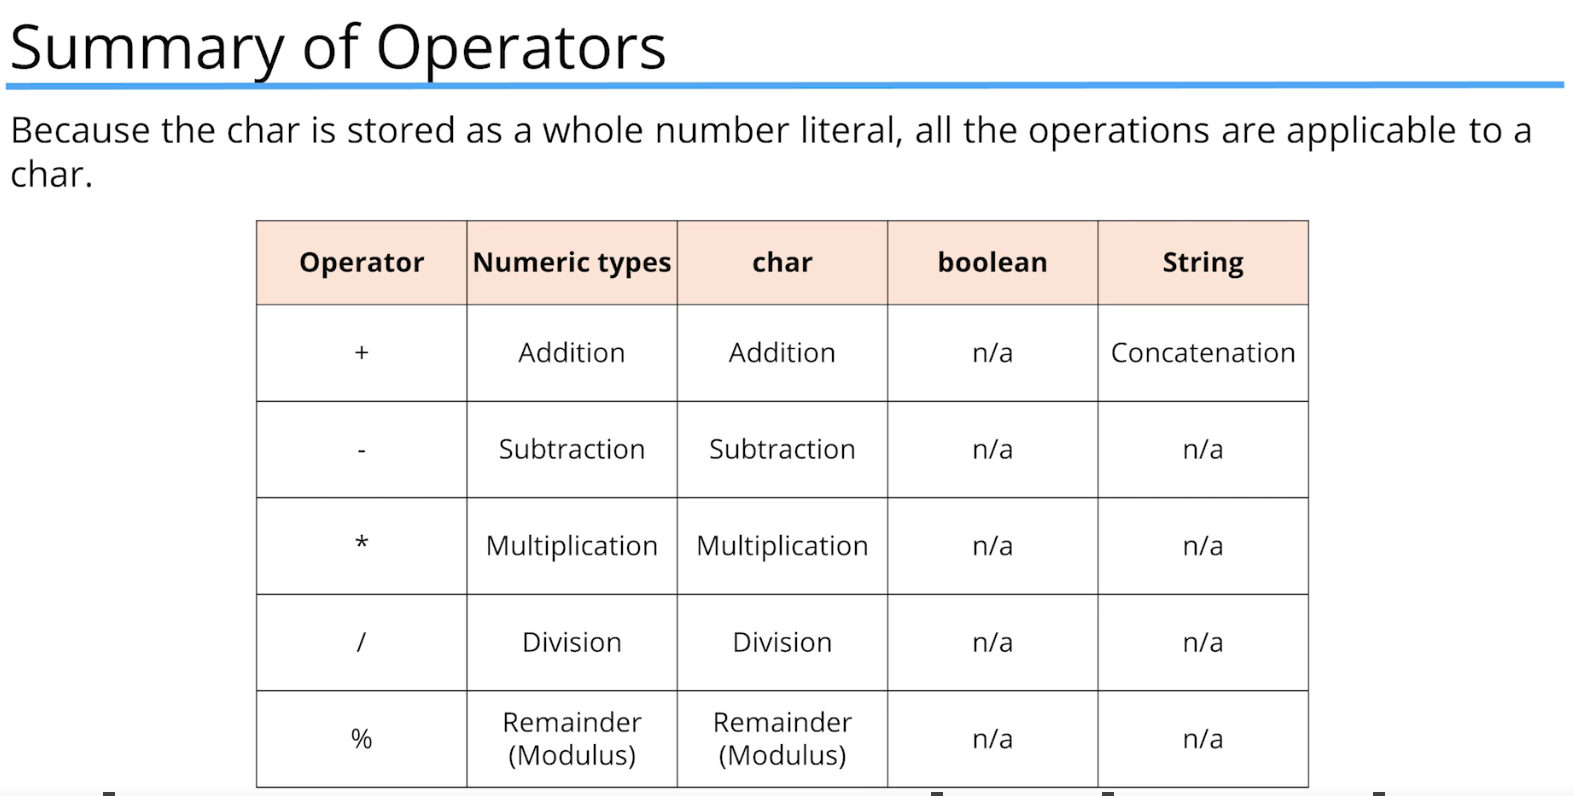 Summary of Operators
Because the char is stored as a whole number literal, all the operations are applicable to a
char.
Operator Numeric types char boolean String
+ Addition Addition n/a Concatenation
- Subtraction Subtraction n/a n/a
* Multiplication Multiplication n/a n/a
/ Division Division n/a n/a
% Remainder (Modulus) Remainder (Modulus) n/a n/a